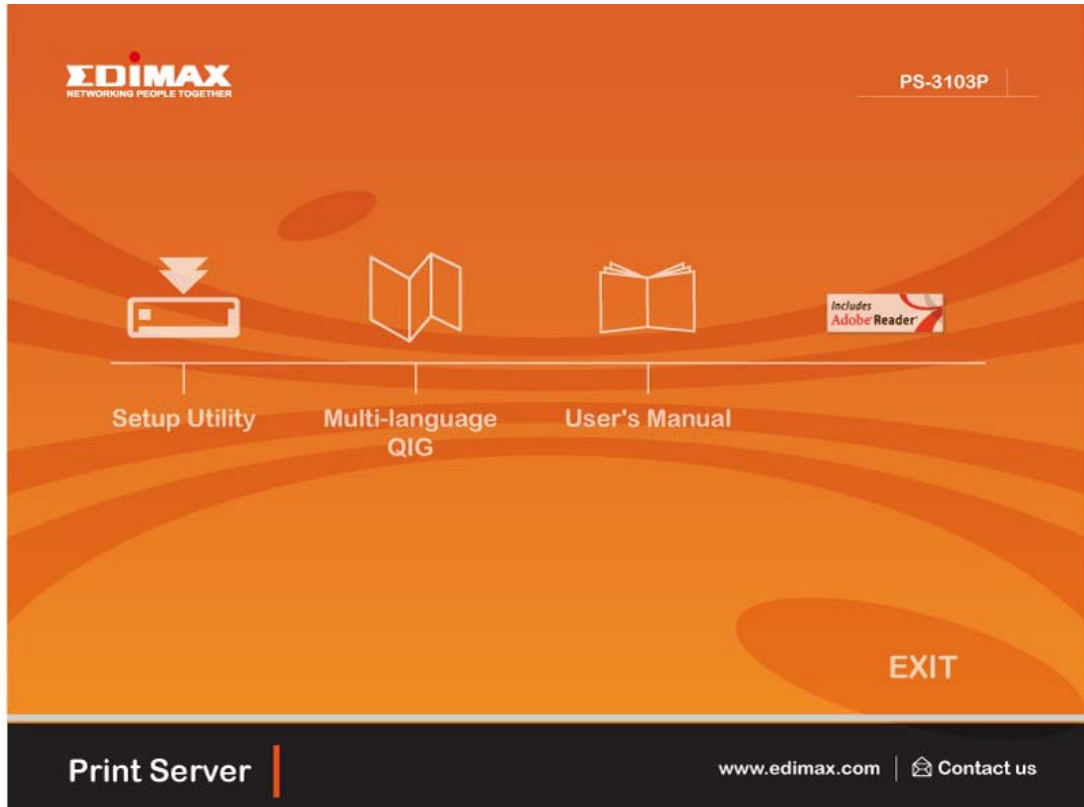 EDiMAX
NETWORKING PEOPLE TOGETHER
PS-3103P
Includes
Adobe Reader
Setup Utility
Multi-language
QIG
User's Manual
EXIT
Print Server
www.edimax.com
Contact us